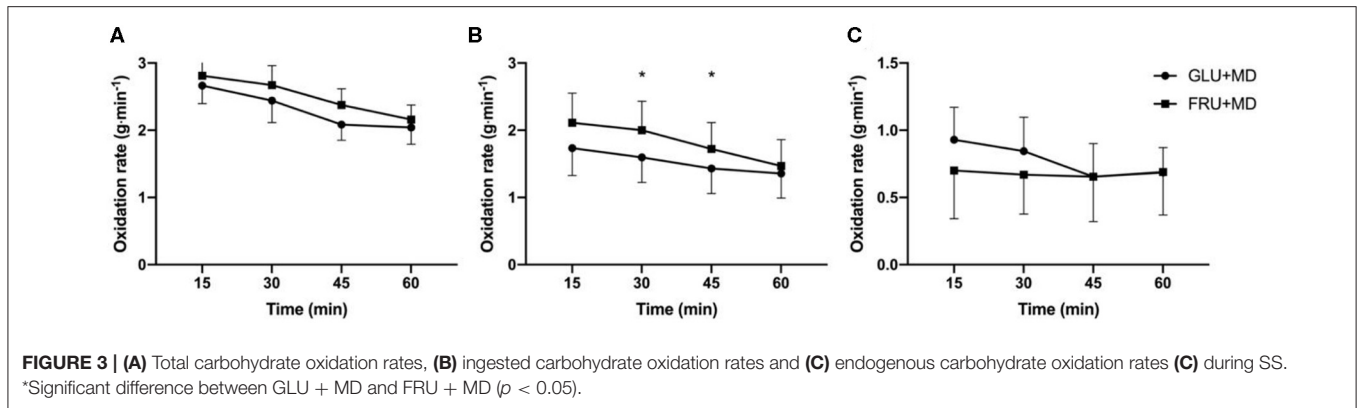 A
B
C
3
2
1
0
Oxidation rate (g·min⁻¹)
15 30 45 60
Time (min)
3
2
1
0
Oxidation rate (g·min⁻¹)
* *
15 30 45 60
Time (min)
1.5
1.0
0.5
0.0
Oxidation rate (g·min⁻¹)
15 30 45 60
Time (min)
GLU+MD
FRU+MD
FIGURE 3 | (A) Total carbohydrate oxidation rates, (B) ingested carbohydrate oxidation rates and (C) endogenous carbohydrate oxidation rates (C) during SS.
*Significant difference between GLU + MD and FRU + MD (p < 0.05).